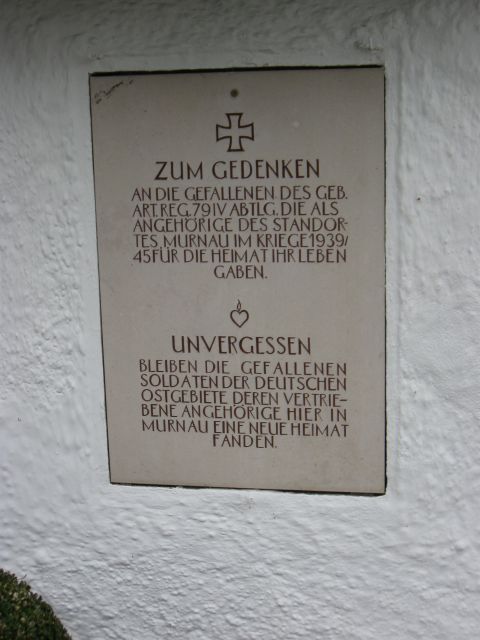 ZUM GEDENKEN
AN DIE GEFALLENEN DES GEB.
ART.REG.79 IV ABTLG. DIE ALS
ANGEHÖRIGE DES STANDOR-
TES MURNAU IM KRIEGE 1939/
45 FÜR DIE HEIMAT IHR LEBEN
GABEN.
UNVERGESSEN
BLEIBEN DIE GEFALLENEN
SOLDATEN DER DEUTSCHEN
OSTGEBIETE DEREN VERTRIE-
BENE ANGEHÖRIGE HIER IN
MURNAU EINE NEUE HEIMAT
FANDEN.